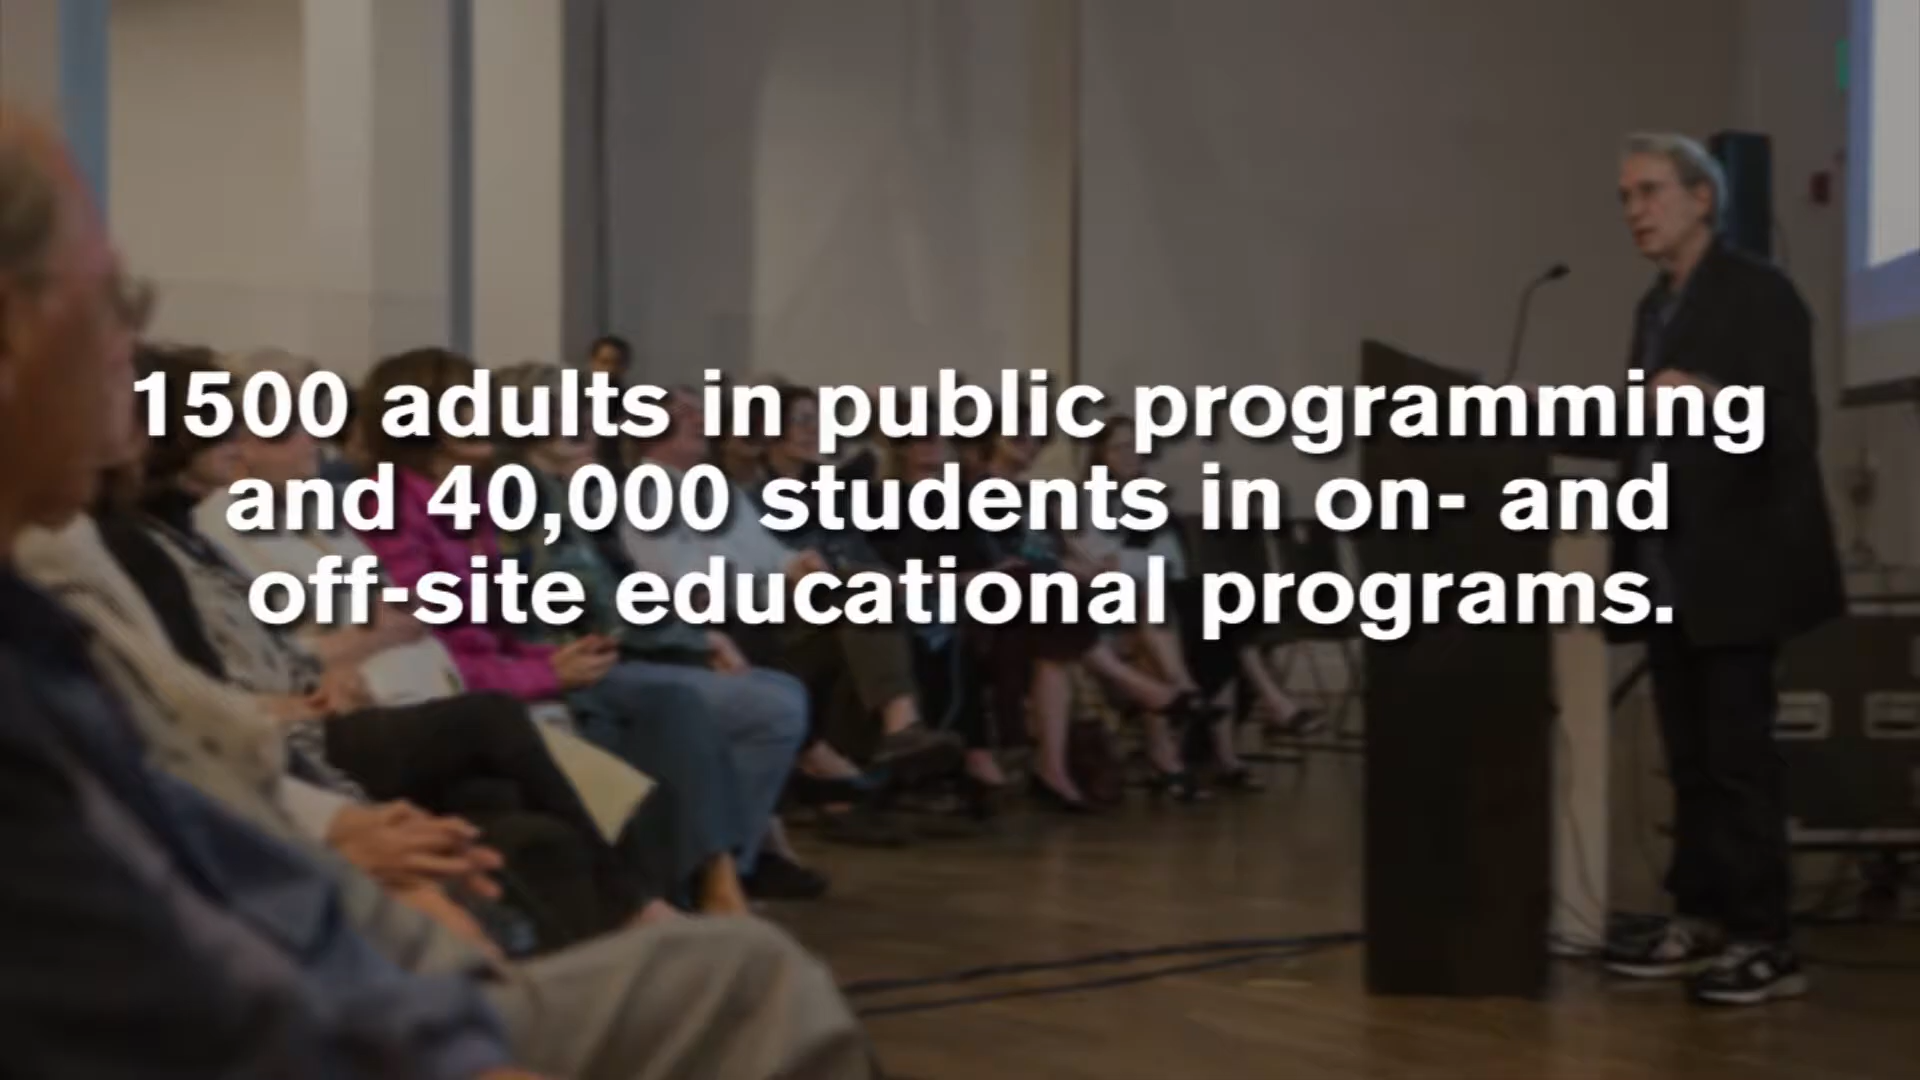 1500 adults in public programming
and 40,000 students in on- and
off-site educational programs.